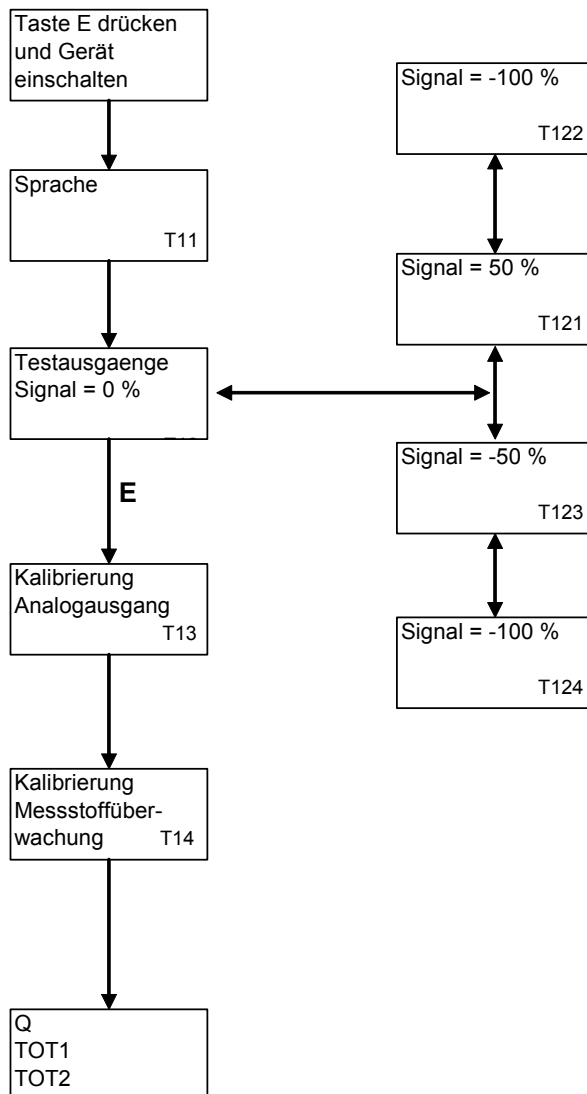 Taste E drücken
und Gerät
einschalten
Sprache
T11
Testausgaenge
Signal = 0 %
E
Kalibrierung
Analogausgang
T13
Kalibrierung
Messstoffüber-
wachung T14
Q
TOT1
TOT2
Signal = -100 %
T122
Signal = 50 %
T121
Signal = -50 %
T123
Signal = -100 %
T124